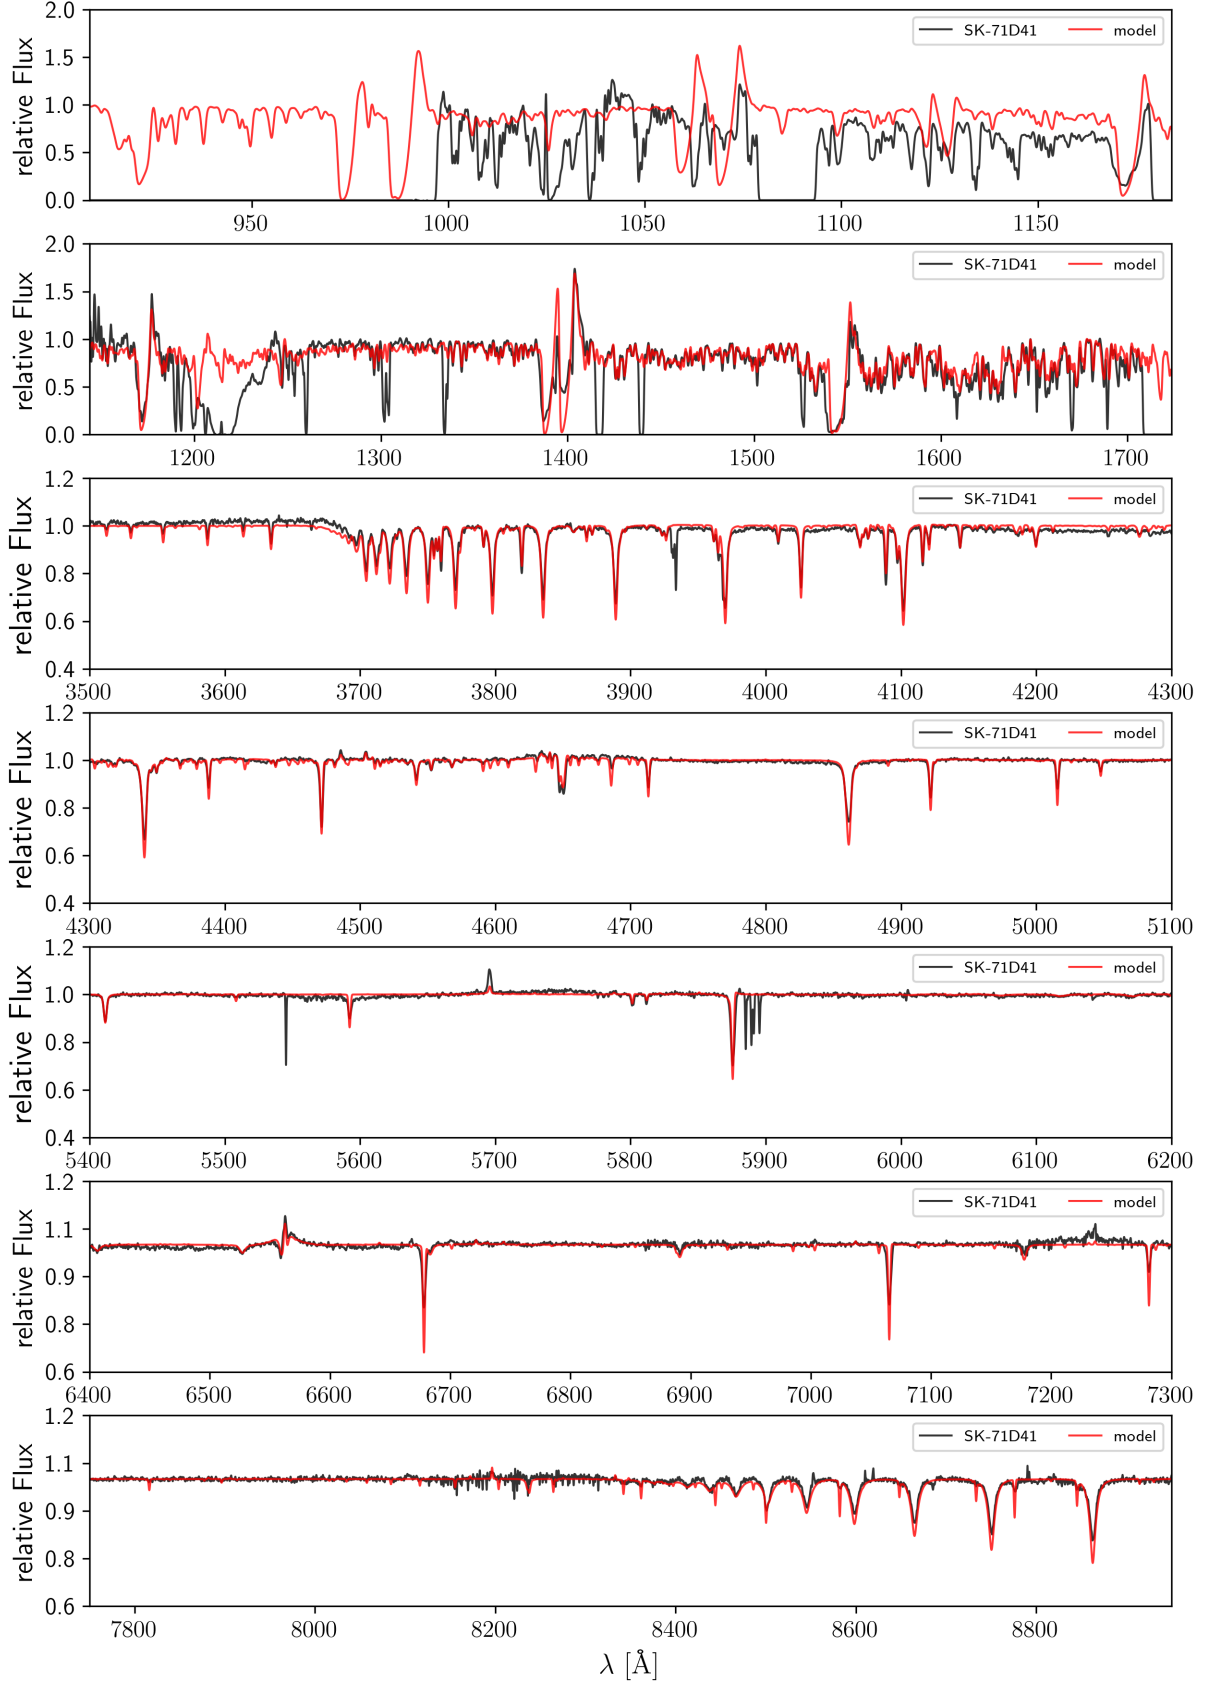 2.0
1.5
1.0
0.5
0.0
relative Flux
SK-71D41 model
950 1000 1050 1100 1150
2.0
1.5
1.0
0.5
0.0
relative Flux
SK-71D41 model
1200 1300 1400 1500 1600 1700
1.2
1.0
0.8
0.6
0.4
relative Flux
SK-71D41 model
3500 3600 3700 3800 3900 4000 4100 4200 4300
1.2
1.0
0.8
0.6
0.4
relative Flux
SK-71D41 model
4300 4400 4500 4600 4700 4800 4900 5000 5100
1.2
1.0
0.8
0.6
0.4
relative Flux
SK-71D41 model
5400 5500 5600 5700 5800 5900 6000 6100 6200
1.2
1.1
0.9
0.8
0.6
relative Flux
SK-71D41 model
6400 6500 6600 6700 6800 6900 7000 7100 7200 7300
1.2
1.1
0.9
0.8
0.6
relative Flux
SK-71D41 model
7800 8000 8200 8400 8600 8800
λ [Å]